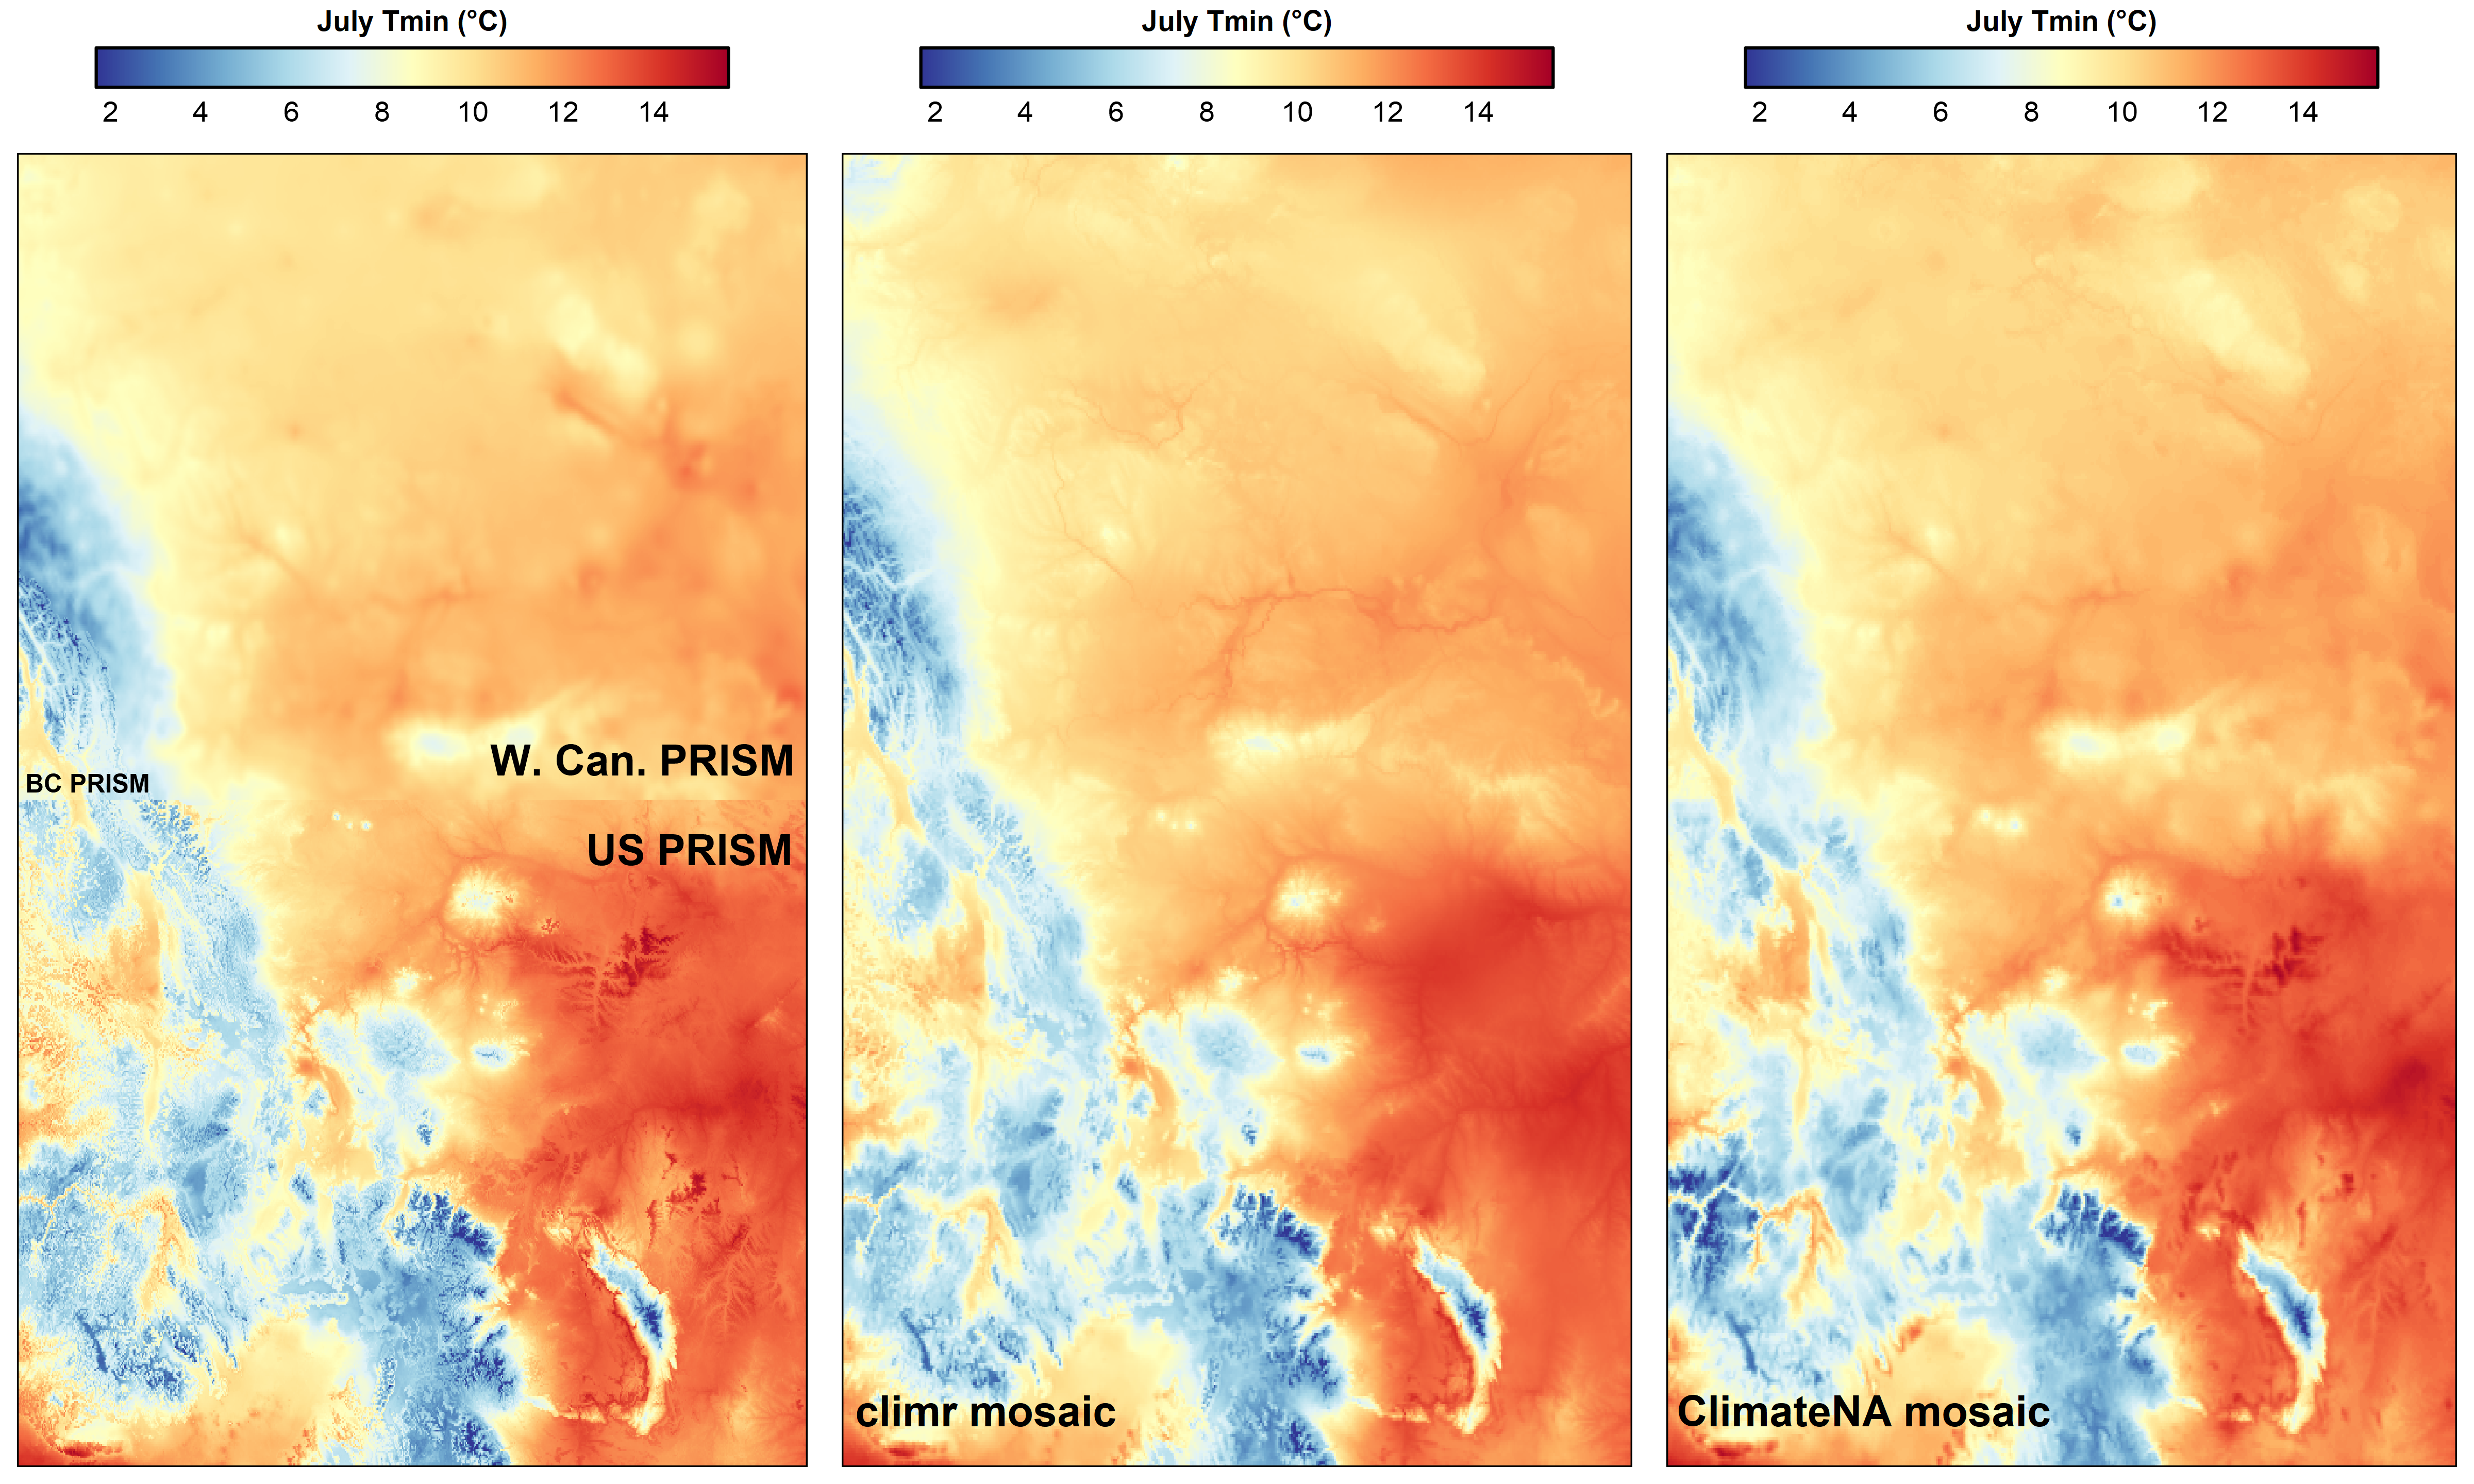 July Tmin (°C)
2 4 6 8 10 12 14
July Tmin (°C)
2 4 6 8 10 12 14
July Tmin (°C)
2 4 6 8 10 12 14
W. Can. PRISM
BC PRISM
US PRISM
climr mosaic
ClimateNA mosaic